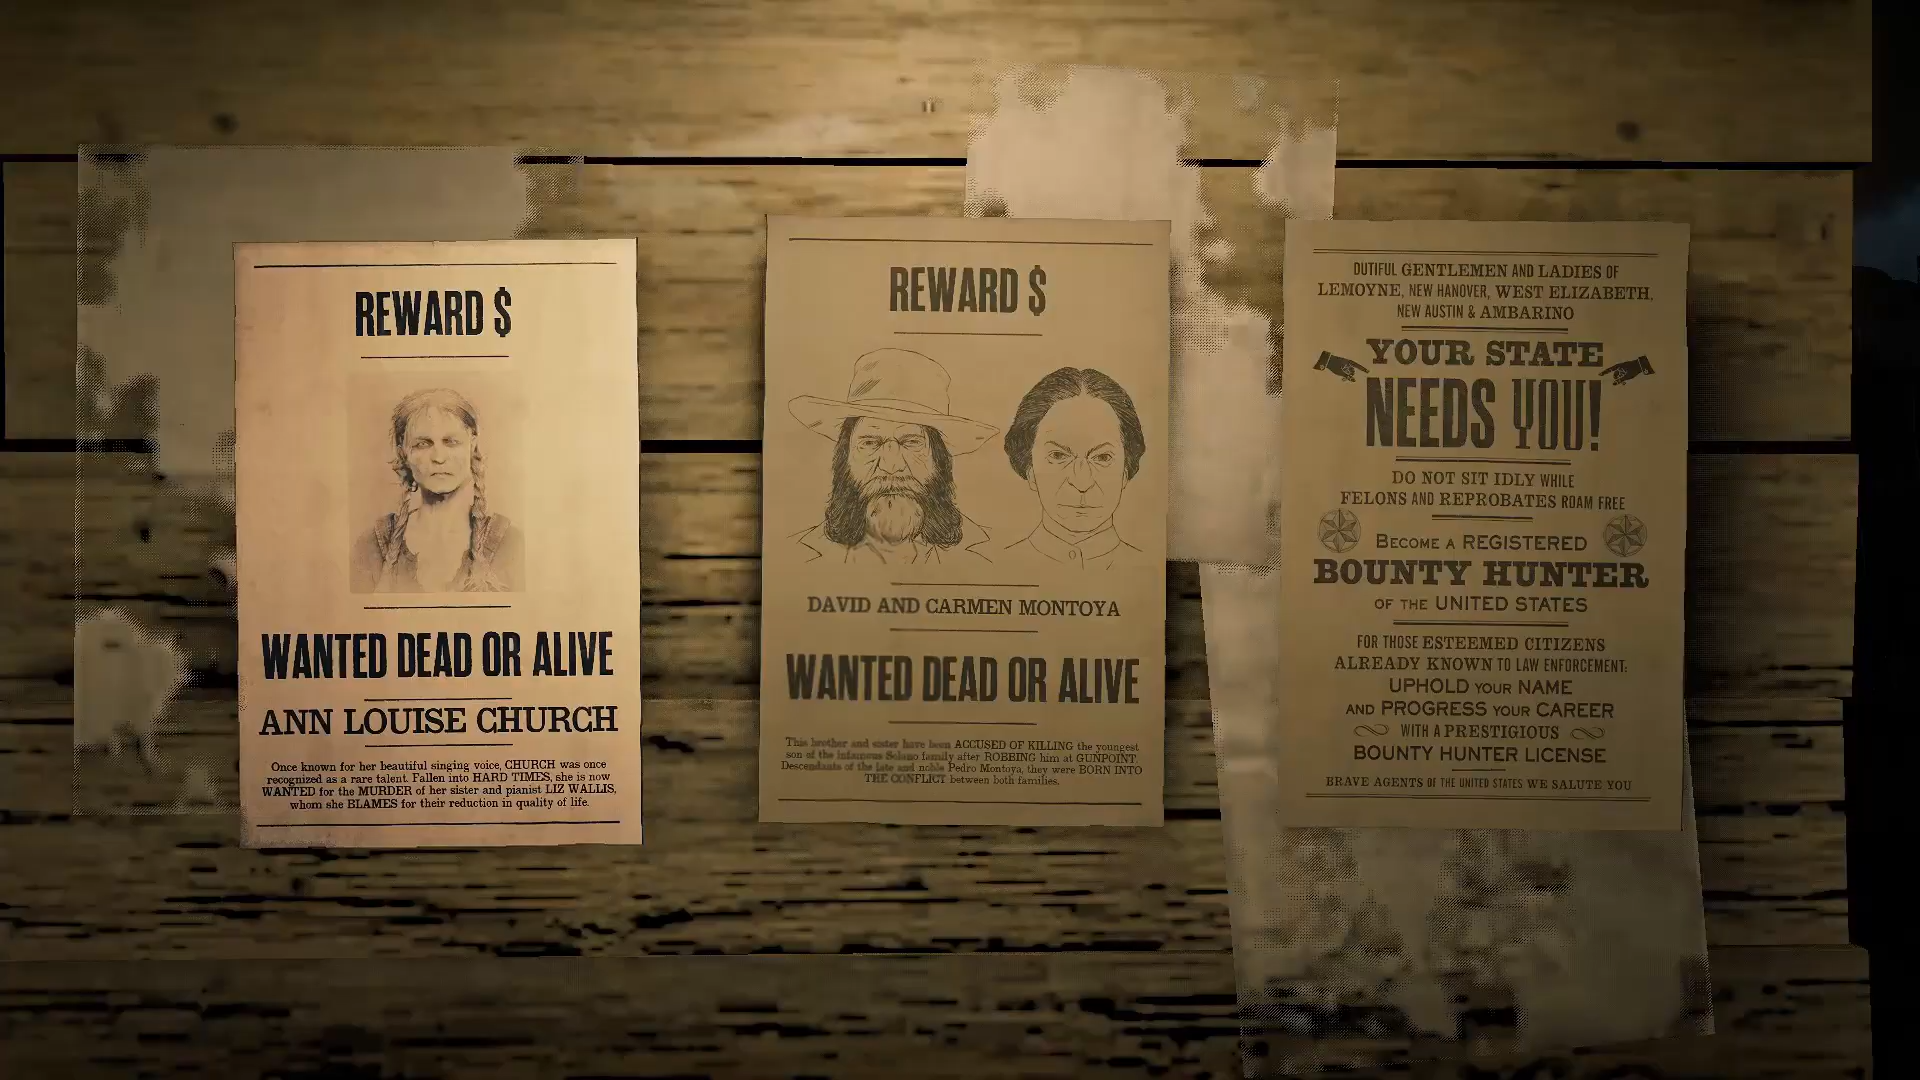 REWARD $
WANTED DEAD OR ALIVE
ANN LOUISE CHURCH
Once known for her beautiful singing voice, CHURCH was once
recognized as a rare talent. Fallen into HARD TIMES, she is now
WANTED for the MURDER of her sister and pianist LIZ WALLIS,
whom she BLAMES for their reduction in quality of life.
REWARD $
DAVID AND CARMEN MONTOYA
WANTED DEAD OR ALIVE
This brother and sister have been ACCUSED OF KILLING the youngest
son of the infamous Solano family after ROBBING him at GUNPOINT.
Descendants of the late and noble Pedro Montoya, they were BORN INTO
THE CONFLICT between both families.
DUTIFUL GENTLEMEN AND LADIES OF
LEMOYNE, NEW HANOVER, WEST ELIZABETH,
NEW AUSTIN & AMBARINO
YOUR STATE
NEEDS YOU!
DO NOT SIT IDLY WHILE
FELONS AND REPROBATES ROAM FREE
BECOME A REGISTERED
BOUNTY HUNTER
OF THE UNITED STATES
FOR THOSE ESTEEMED CITIZENS
ALREADY KNOWN TO LAW ENFORCEMENT:
UPHOLD YOUR NAME
AND PROGRESS YOUR CAREER
WITH A PRESTIGIOUS
BOUNTY HUNTER LICENSE
BRAVE AGENTS OF THE UNITED STATES WE SALUTE YOU